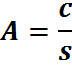 A = c/s